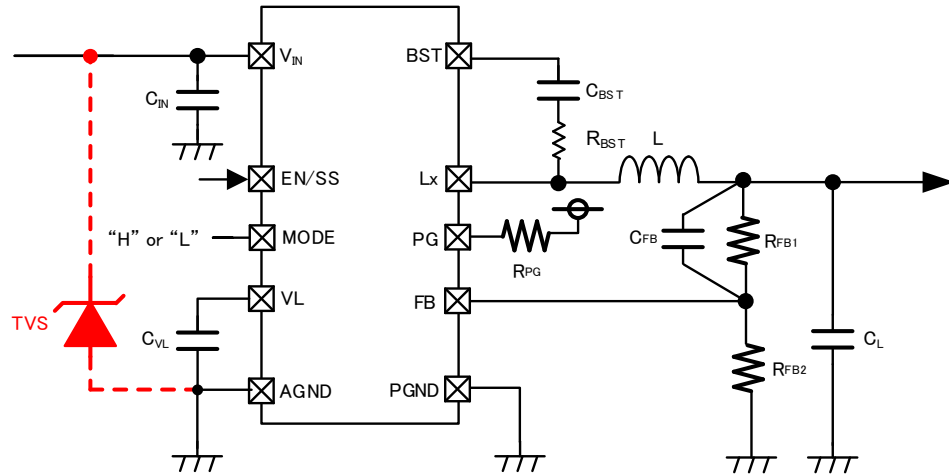 VIN
BST
CIN
CBST
RBST
L
EN/SS
Lx
“H” or “L”
MODE
PG
RPG
CFB
RFB1
VL
FB
TVS
CVL
CL
RFB2
AGND
PGND